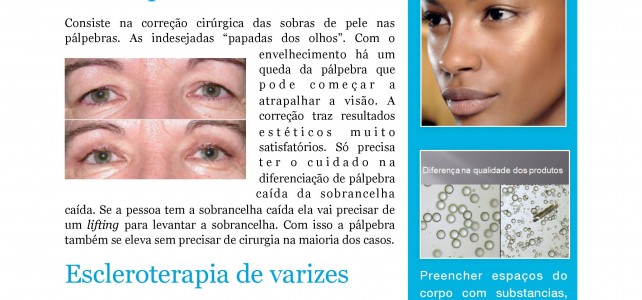 Consiste na correção cirúrgica das sobras de pele nas
pálpebras. As indesejadas “papadas dos olhos”. Com o
envelhecimento há um
queda da pálpebra que
pode começar a
atrapalhar a visão. A
correção traz resultados
estéticos muito
satisfatórios. Só precisa
ter o cuidado na
diferenciação de pálpebra
caída da sobrancelha
caída. Se a pessoa tem a sobrancelha caída ela vai precisar de
um lifting para levantar a sobrancelha. Com isso a pálpebra
também se eleva sem precisar de cirurgia na maioria dos casos.
Escleroterapia de varizes
Diferença na qualidade dos produtos
Preencher espaços do
corpo com substancias,